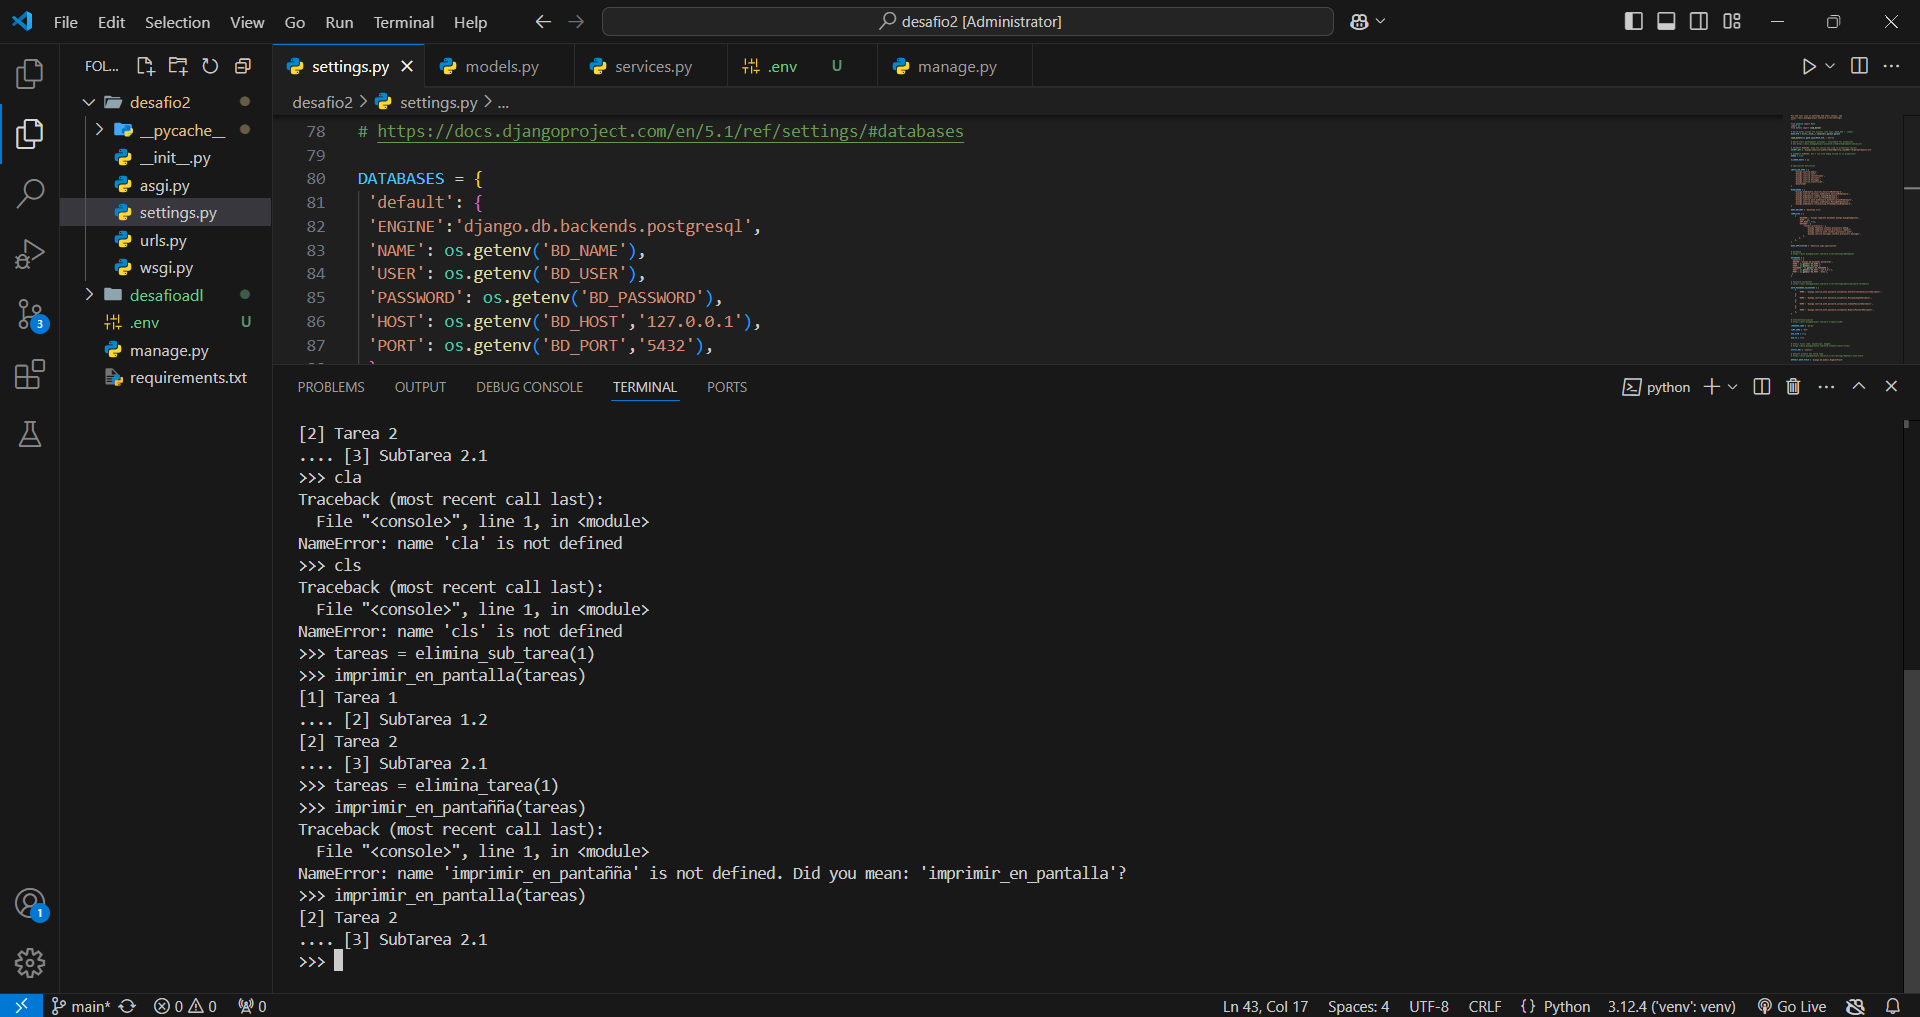 File Edit Selection View Go Run Terminal Help
desafio2 [Administrator]
FOL...
settings.py
models.py
services.py
.env U
manage.py
desafio2
__pycache__
__init__.py
asgi.py
settings.py
urls.py
wsgi.py
desafioadl
.env U
manage.py
requirements.txt
desafio2 > settings.py > ...
78 # https://docs.djangoproject.com/en/5.1/ref/settings/#databases
79
80 DATABASES = {
81 'default': {
82 'ENGINE':'django.db.backends.postgresql',
83 'NAME': os.getenv('BD_NAME'),
84 'USER': os.getenv('BD_USER'),
85 'PASSWORD': os.getenv('BD_PASSWORD'),
86 'HOST': os.getenv('BD_HOST','127.0.0.1'),
87 'PORT': os.getenv('BD_PORT','5432'),
PROBLEMS OUTPUT DEBUG CONSOLE TERMINAL PORTS
python
[2] Tarea 2
.... [3] SubTarea 2.1
>>> cla
Traceback (most recent call last):
File "<console>", line 1, in <module>
NameError: name 'cla' is not defined
>>> cls
Traceback (most recent call last):
File "<console>", line 1, in <module>
NameError: name 'cls' is not defined
>>> tareas = elimina_sub_tarea(1)
>>> imprimir_en_pantalla(tareas)
[1] Tarea 1
.... [2] SubTarea 1.2
[2] Tarea 2
.... [3] SubTarea 2.1
>>> tareas = elimina_tarea(1)
>>> imprimir_en_pantañña(tareas)
Traceback (most recent call last):
File "<console>", line 1, in <module>
NameError: name 'imprimir_en_pantañña' is not defined. Did you mean: 'imprimir_en_pantalla'?
>>> imprimir_en_pantalla(tareas)
[2] Tarea 2
.... [3] SubTarea 2.1
>>>
3
1
main* 0 0 0
Ln 43, Col 17 Spaces: 4 UTF-8 CRLF {} Python 3.12.4 ('venv': venv) Go Live